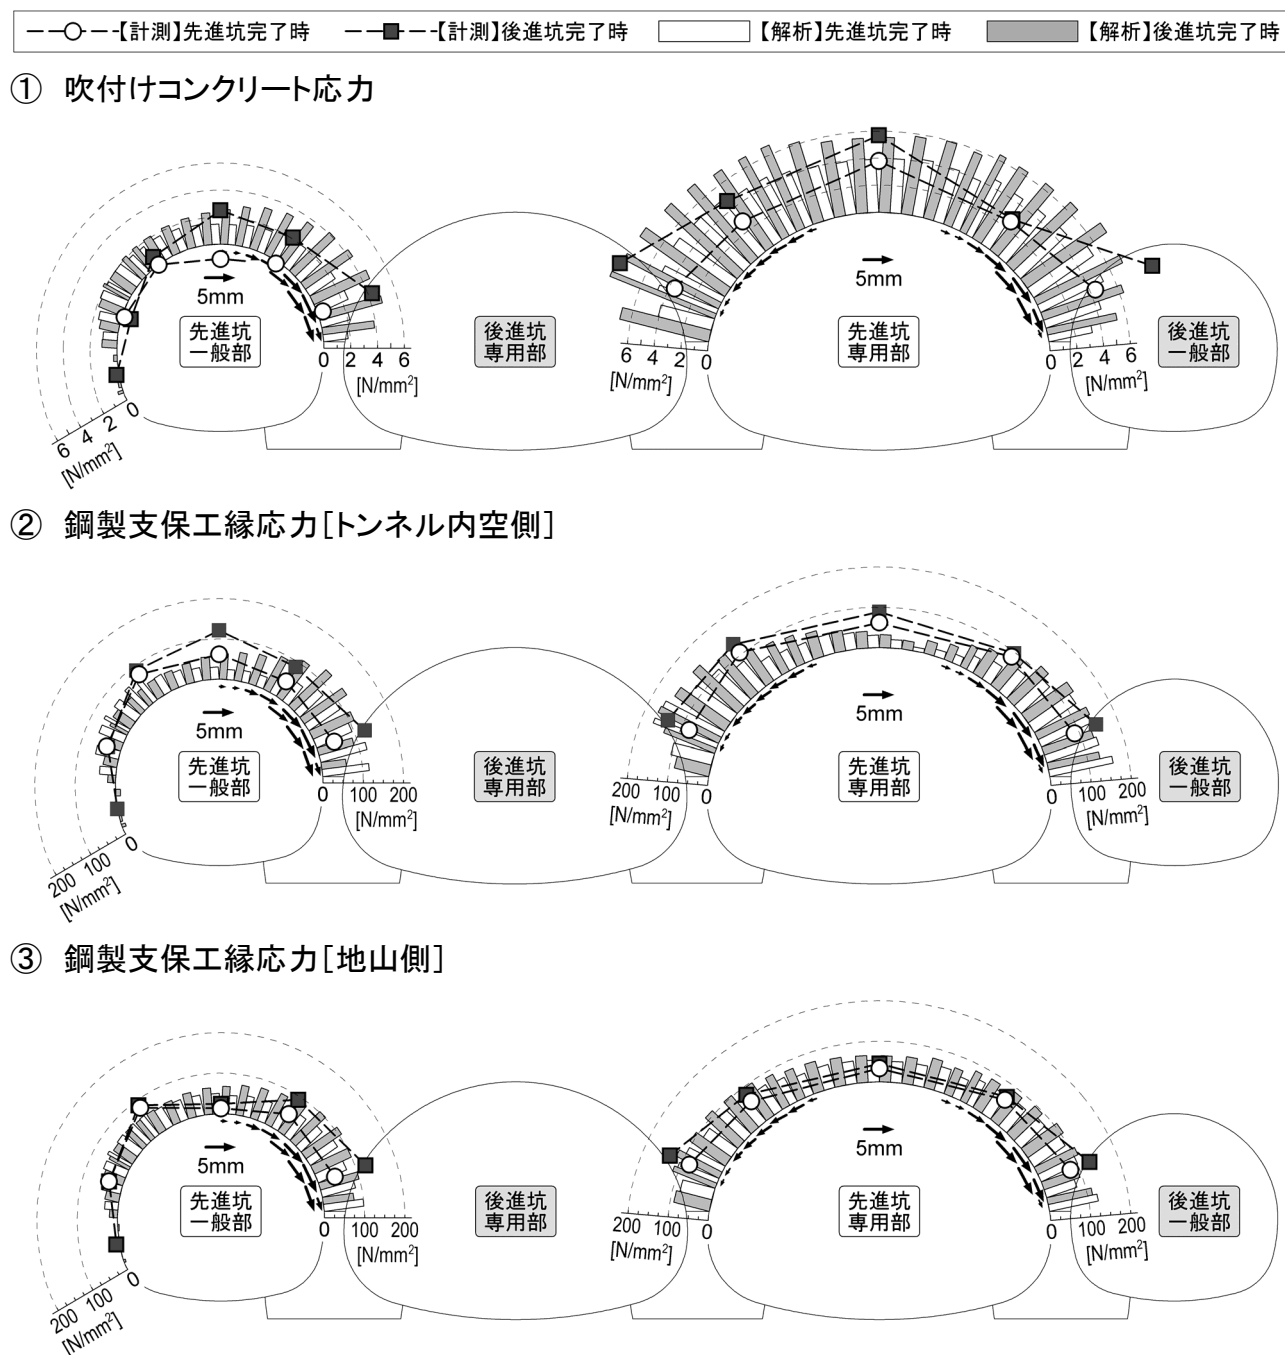 【計測】先進坑完了時 【計測】後進坑完了時 【解析】先進坑完了時 【解析】後進坑完了時
① 吹付けコンクリート応力
5mm
先進坑
一般部
後進坑
専用部
5mm
先進坑
専用部
後進坑
一般部
0 2 4 6
[N/mm²]
6 4 2 0
[N/mm²]
6 4 2 0
[N/mm²]
0 2 4 6
[N/mm²]
② 鋼製支保工縁応力[トンネル内空側]
5mm
先進坑
一般部
後進坑
専用部
5mm
先進坑
専用部
後進坑
一般部
0 100 200
[N/mm²]
200 100 0
[N/mm²]
200 100 0
[N/mm²]
0 100 200
[N/mm²]
③ 鋼製支保工縁応力[地山側]
5mm
先進坑
一般部
後進坑
専用部
5mm
先進坑
専用部
後進坑
一般部
0 100 200
[N/mm²]
200 100 0
[N/mm²]
200 100 0
[N/mm²]
0 100 200
[N/mm²]